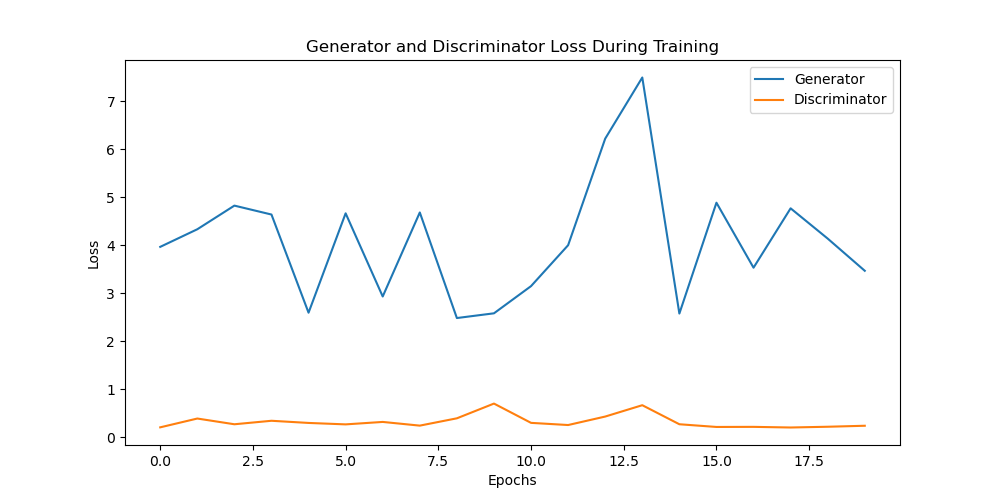 Generator and Discriminator Loss During Training
Generator
Discriminator
7
6
5
4
3
2
1
0
Loss
0.0 2.5 5.0 7.5 10.0 12.5 15.0 17.5
Epochs